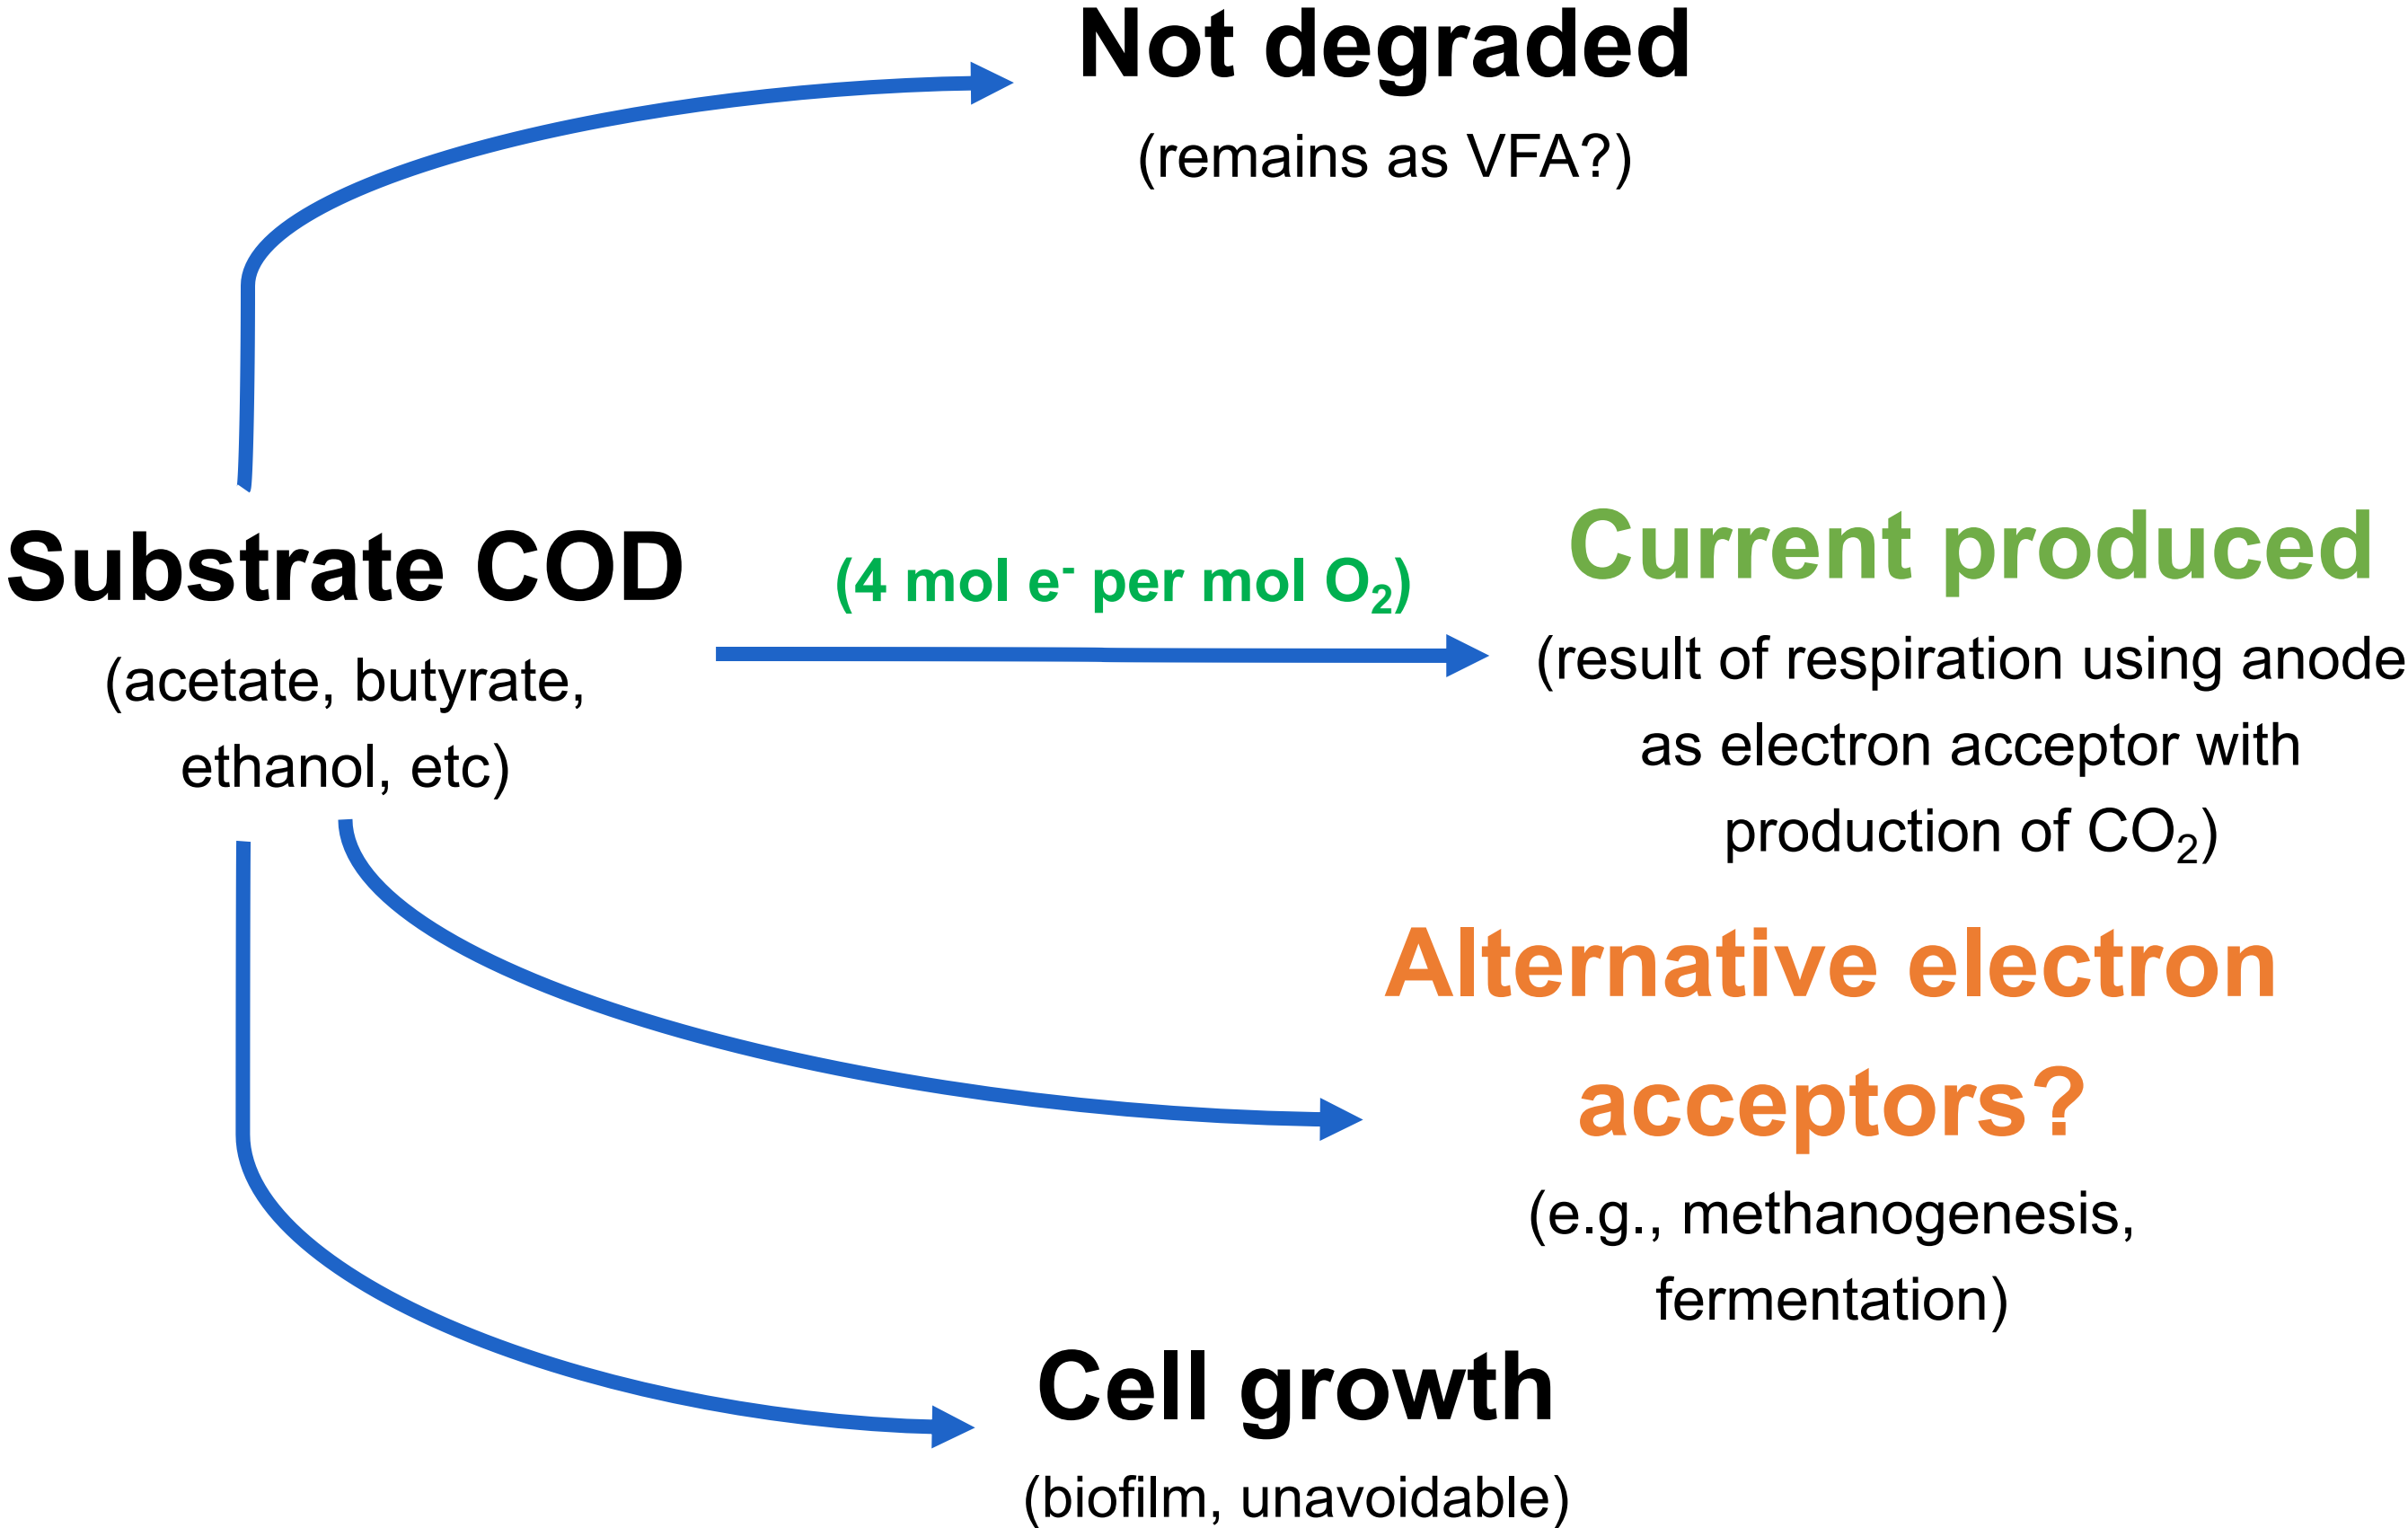 Not degraded
(remains as VFA?)
Substrate COD
(acetate, butyrate,
ethanol, etc)
(4 mol e⁻ per mol O₂)
Current produced
(result of respiration using anode
as electron acceptor with
production of CO₂)
Alternative electron
acceptors?
(e.g., methanogenesis,
fermentation)
Cell growth
(biofilm, unavoidable)